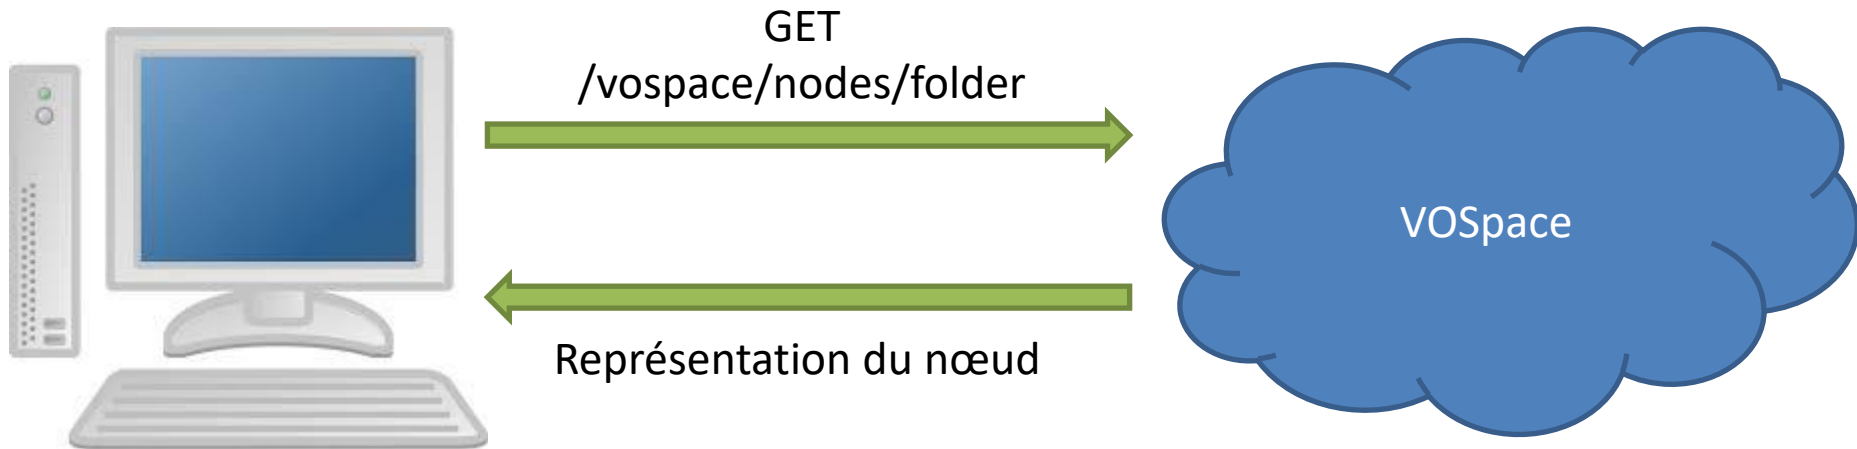 GET
/vospace/nodes/folder
VOSpace
Représentation du nœud